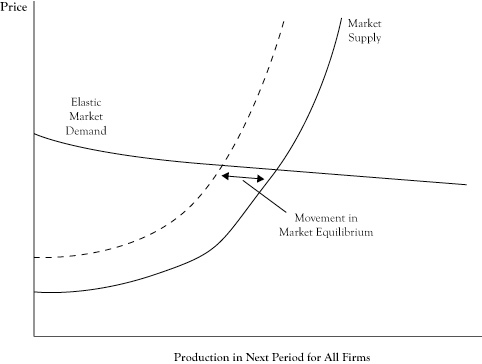 Price
Market
Supply
Elastic
Market
Demand
Movement in
Market Equilibrium
Production in Next Period for All Firms